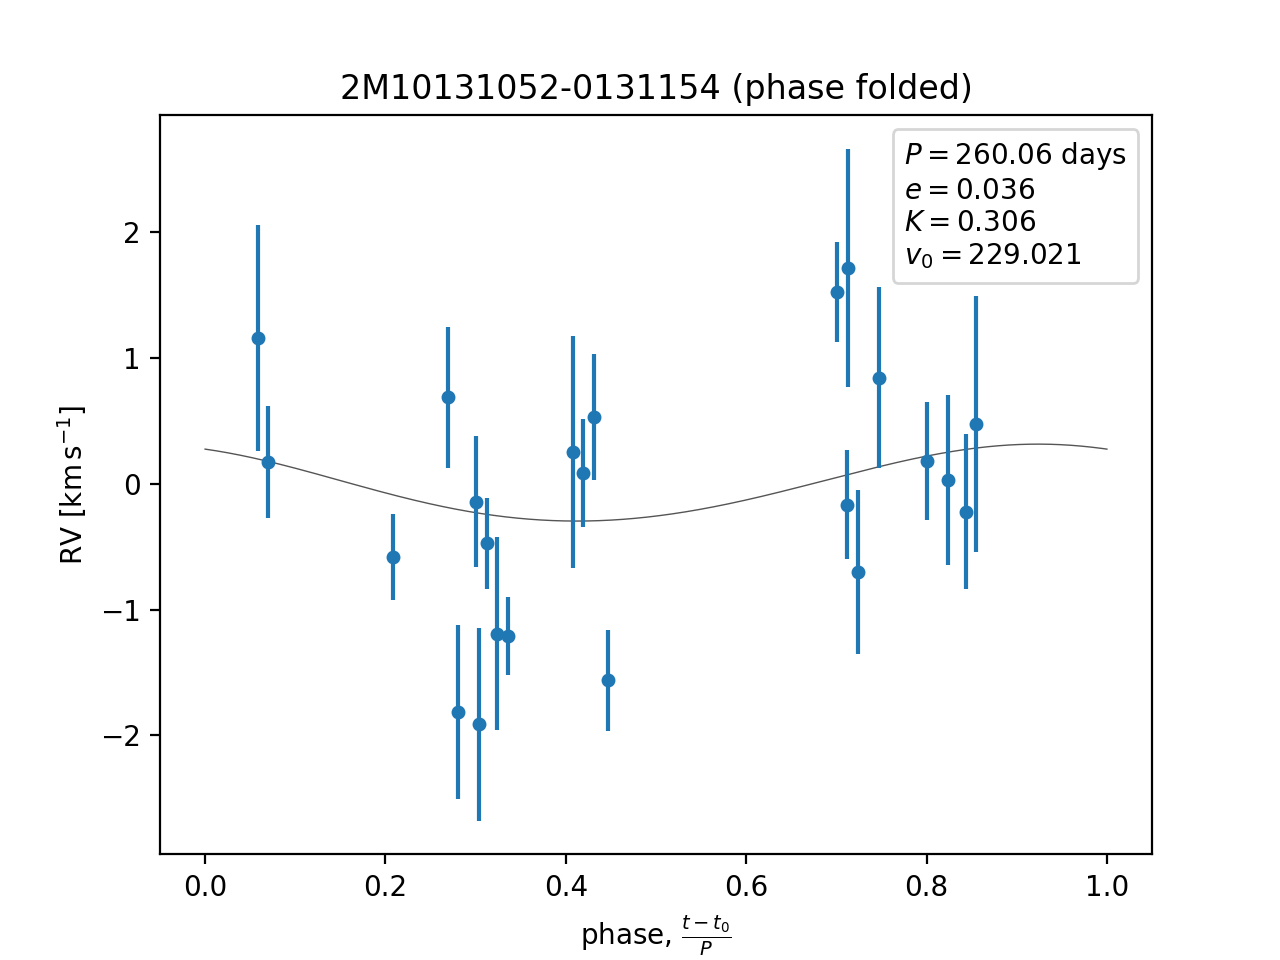 2M10131052-0131154 (phase folded)
P = 260.06 days
e = 0.036
K = 0.306
v₀ = 229.021
RV [km s⁻¹]
2
1
0
−1
−2
0.0 0.2 0.4 0.6 0.8 1.0
phase, (t − t₀)/P